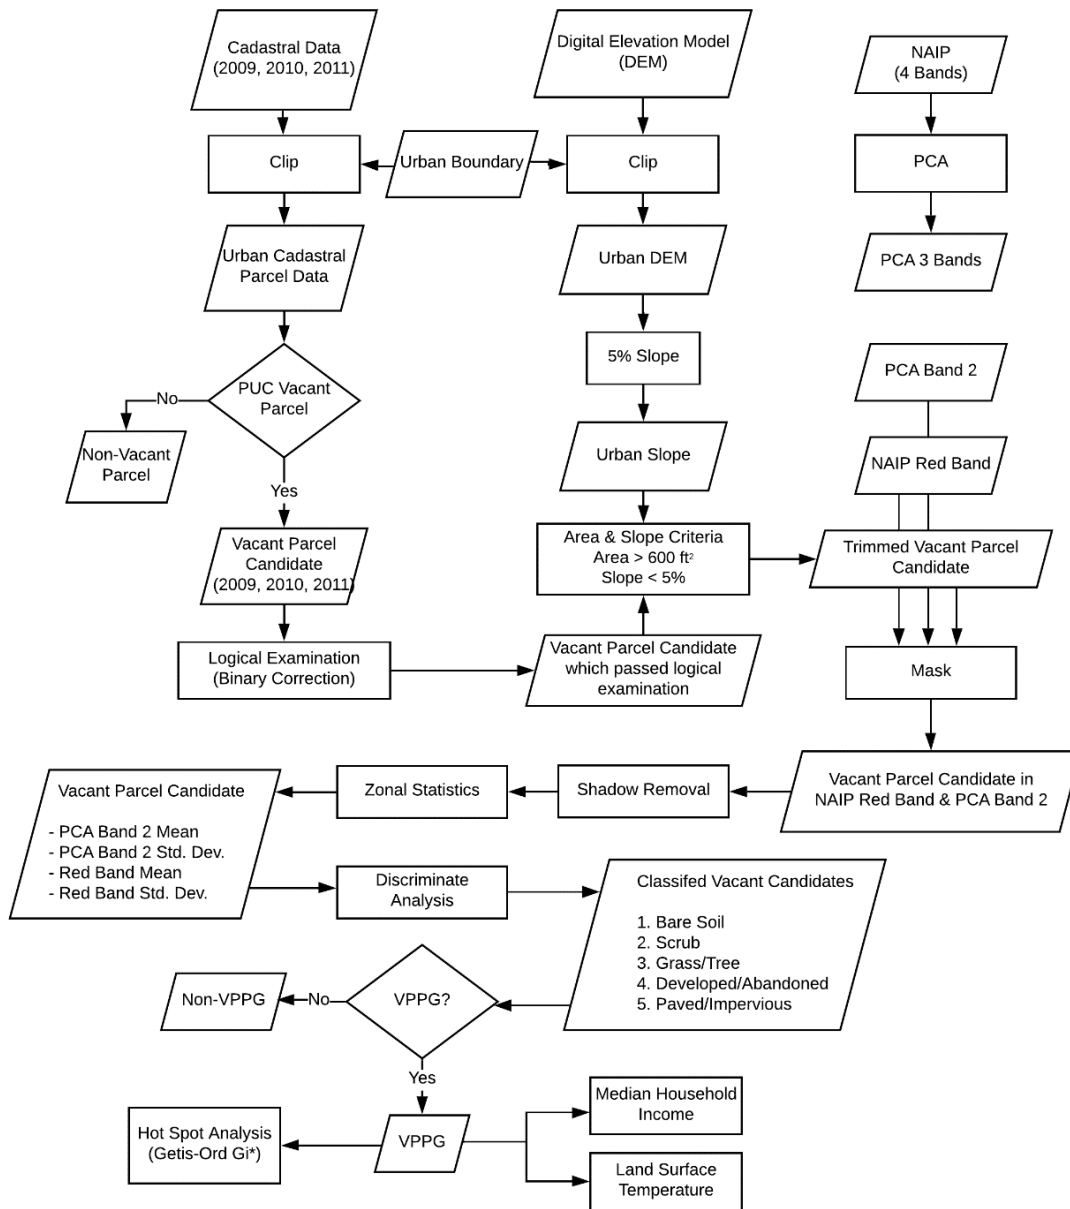 Cadastral Data
(2009, 2010, 2011)
Digital Elevation Model
(DEM)
NAIP
(4 Bands)
Clip
Urban Boundary
Clip
PCA
Urban Cadastral
Parcel Data
Urban DEM
PCA 3 Bands
5% Slope
PUC Vacant
Parcel
No
PCA Band 2
Non-Vacant
Parcel
Urban Slope
NAIP Red Band
Yes
Vacant Parcel
Candidate
(2009, 2010, 2011)
Area & Slope Criteria
Area > 600 ft²
Slope < 5%
Trimmed Vacant Parcel
Candidate
Logical Examination
(Binary Correction)
Vacant Parcel Candidate
which passed logical
examination
Mask
Vacant Parcel Candidate in
NAIP Red Band & PCA Band 2
Shadow Removal
Zonal Statistics
Vacant Parcel Candidate
- PCA Band 2 Mean
- PCA Band 2 Std. Dev.
- Red Band Mean
- Red Band Std. Dev.
Discriminate
Analysis
Classifed Vacant Candidates
1. Bare Soil
2. Scrub
3. Grass/Tree
4. Developed/Abandoned
5. Paved/Impervious
VPPG?
No
Non-VPPG
Yes
VPPG
Hot Spot Analysis
(Getis-Ord Gi*)
Median Household
Income
Land Surface
Temperature